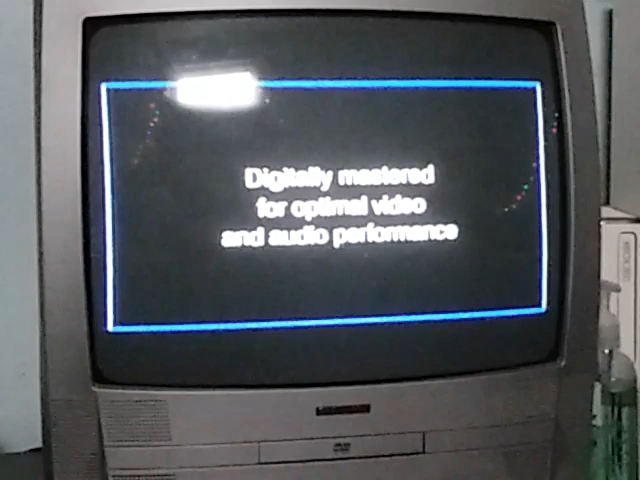 Digitally mastered
for optimal video
and audio performance